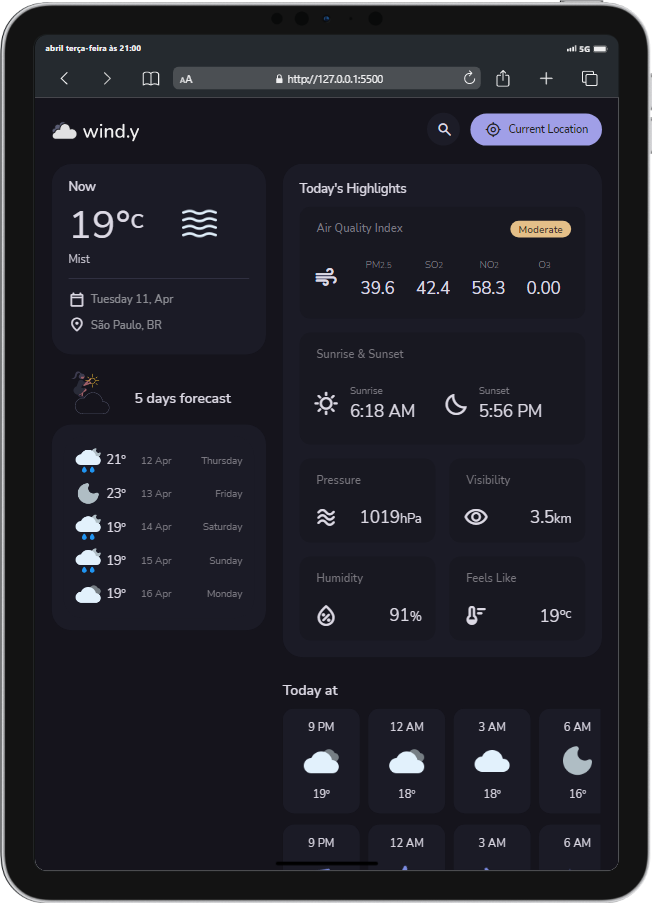 abril terça-feira às 21:00
5G
AA
http://127.0.0.1:5500
wind.y
Current Location
Now
19°c
Mist
Tuesday 11, Apr
São Paulo, BR
5 days forecast
21° 12 Apr Thursday
23° 13 Apr Friday
19° 14 Apr Saturday
19° 15 Apr Sunday
19° 16 Apr Monday
Today's Highlights
Air Quality Index
Moderate
PM2.5 SO2 NO2 O3
39.6 42.4 58.3 0.00
Sunrise & Sunset
Sunrise
6:18 AM
Sunset
5:56 PM
Pressure
1019hPa
Visibility
3.5km
Humidity
91%
Feels Like
19°c
Today at
9 PM 12 AM 3 AM 6 AM
19° 18° 18° 16°
9 PM 12 AM 3 AM 6 AM